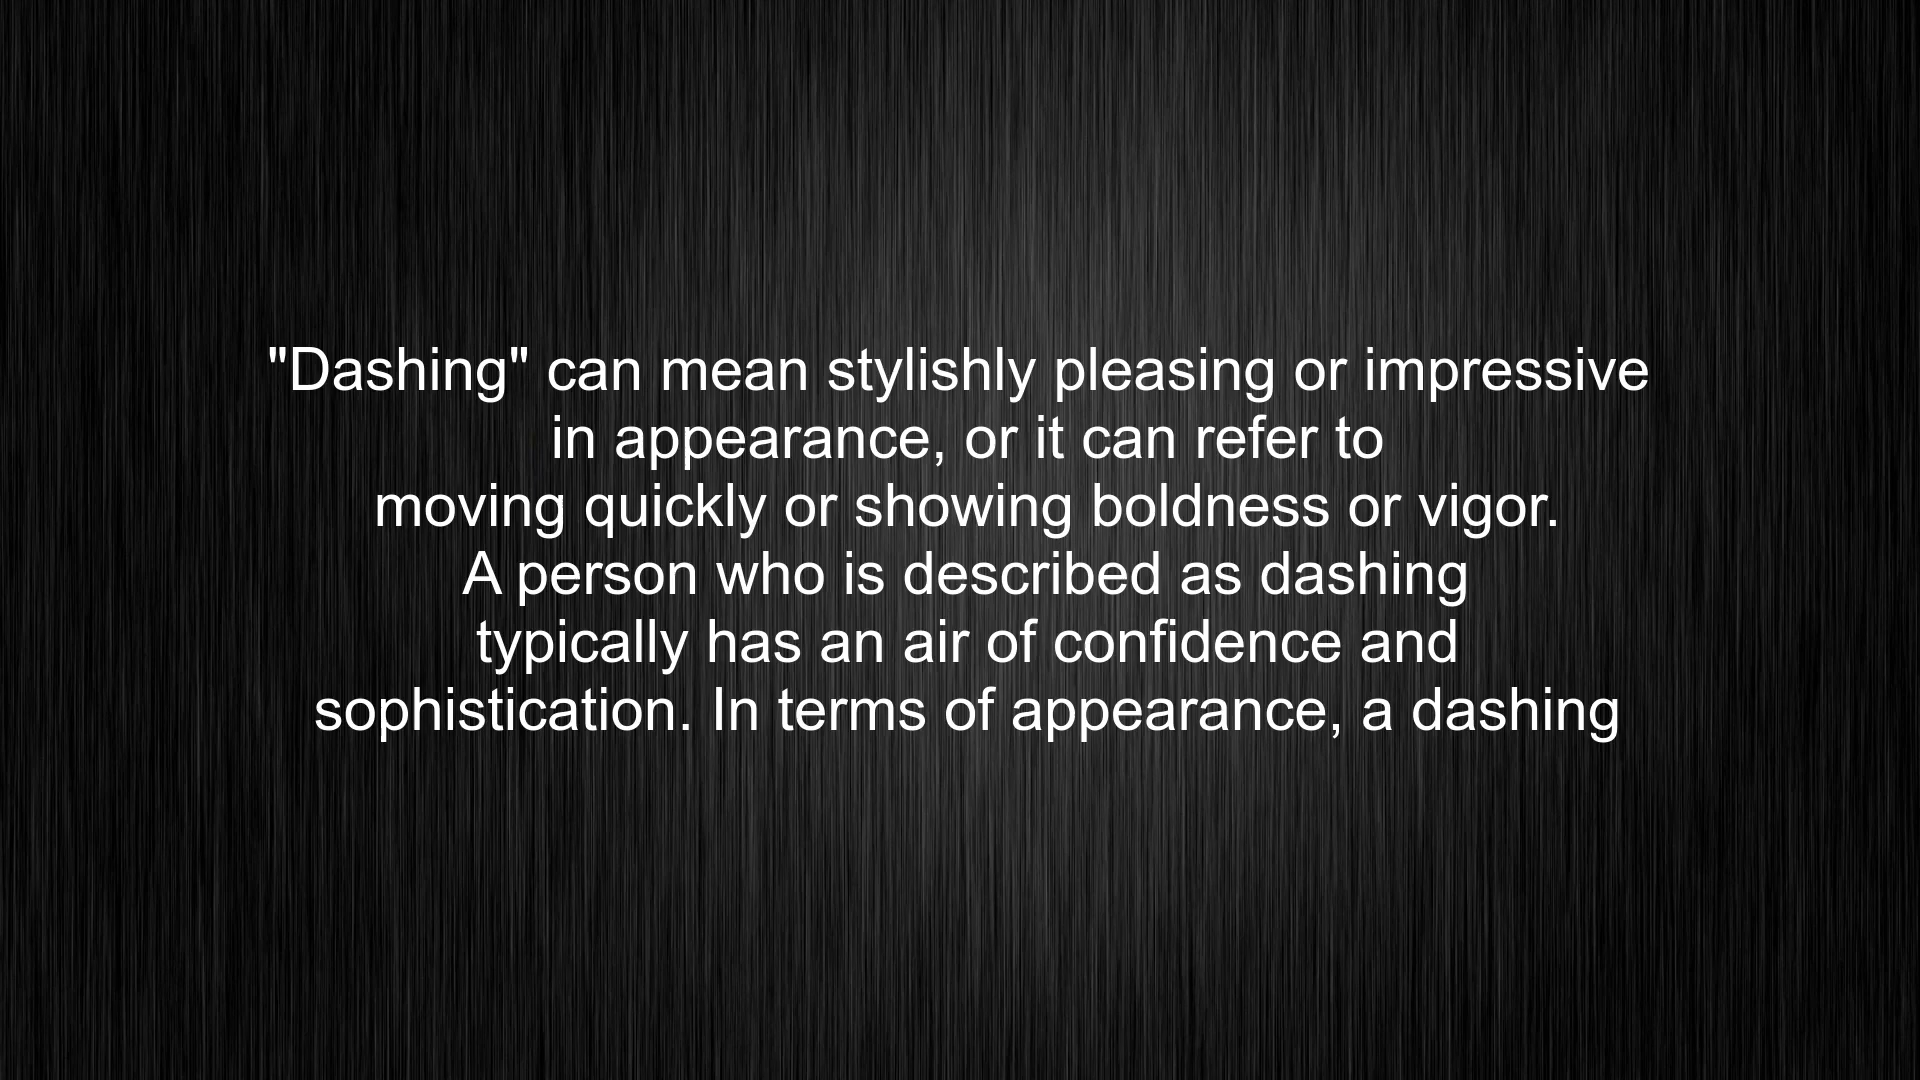 "Dashing" can mean stylishly pleasing or impressive
in appearance, or it can refer to
moving quickly or showing boldness or vigor.
A person who is described as dashing
typically has an air of confidence and
sophistication. In terms of appearance, a dashing